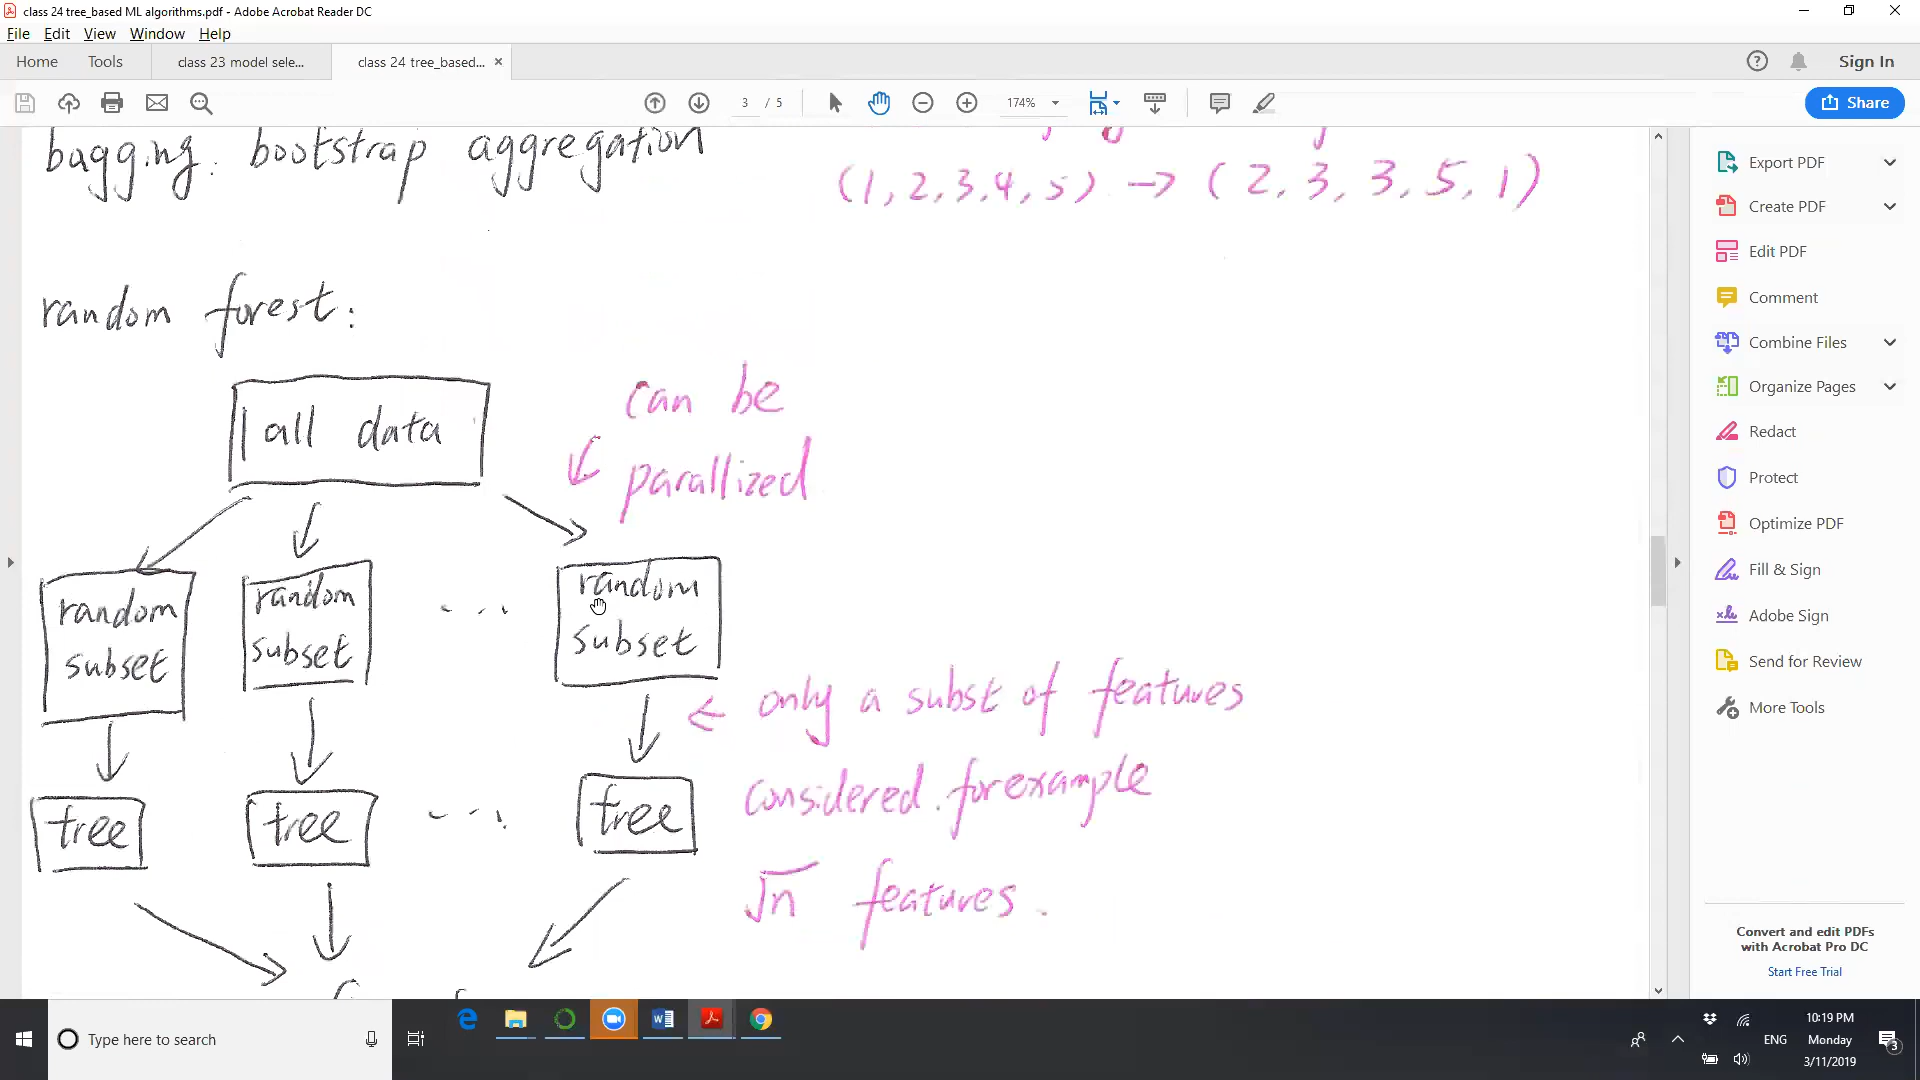 class 24 tree_based ML algorithms.pdf - Adobe Acrobat Reader DC
File Edit View Window Help
Home Tools class 23 model sele... class 24 tree_based... × Sign In
3 / 5 174% Share
bagging: bootstrap aggregation
(1, 2, 3, 4, 5) → (2, 3, 3, 5, 1)
random forest:
all data
can be
parallized
random
subset
random
subset
...
random
subset
← only a subst of features
considered. for example
√n features.
tree
tree
...
tree
Export PDF
Create PDF
Edit PDF
Comment
Combine Files
Organize Pages
Redact
Protect
Optimize PDF
Fill & Sign
Adobe Sign
Send for Review
More Tools
Convert and edit PDFs
with Acrobat Pro DC
Start Free Trial
Type here to search
ENG
10:19 PM
Monday
3/11/2019
3